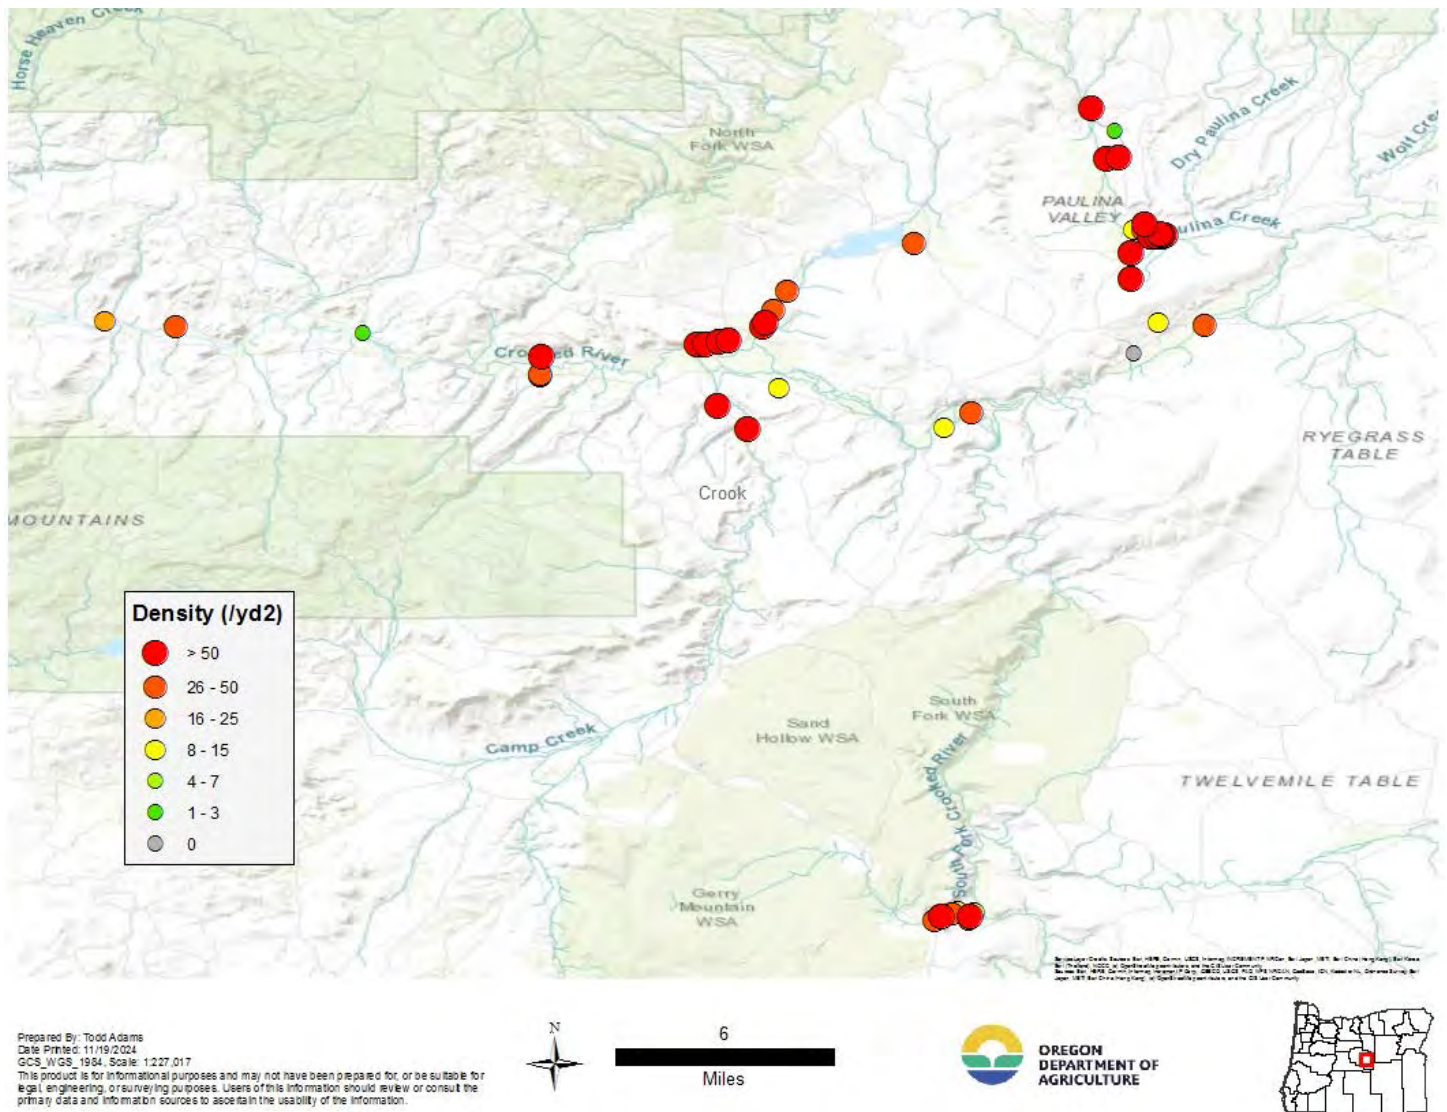 Horse Heaven Creek
North
Fork WSA
Dry Paulina Creek
PAULINA
VALLEY
ulina Creek
Crooked River
RYEGRASS
TABLE
Crook
MOUNTAINS
Density (/yd2)
> 50
26 - 50
16 - 25
8 - 15
4 - 7
1 - 3
0
South
Fork WSA
Sand
Hollow WSA
Camp Creek
South Fork Crooked River
TWELVEMILE TABLE
Gerry
Mountain
WSA
Prepared By: Todd Adams
Date Printed: 11/19/2024
GCS_WGS_1984, Scale: 1:227,017
This product is for informational purposes and may not have been prepared for, or be suitable for
legal, engineering, or surveying purposes. Users of this information should review or consult the
primary data and information sources to ascertain the usability of the information.
N
6
Miles
OREGON
DEPARTMENT OF
AGRICULTURE